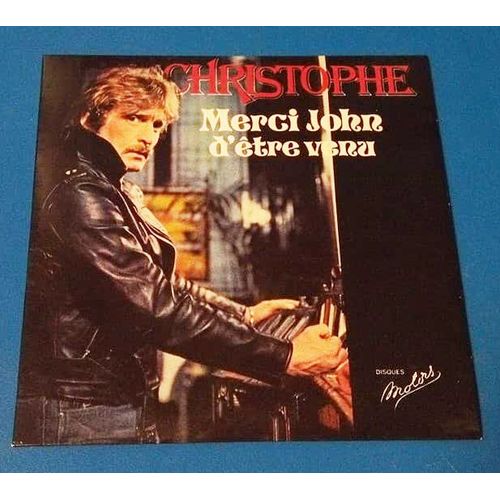 CHRISTOPHE
Merci John
d'être venu
DISQUES
Motors